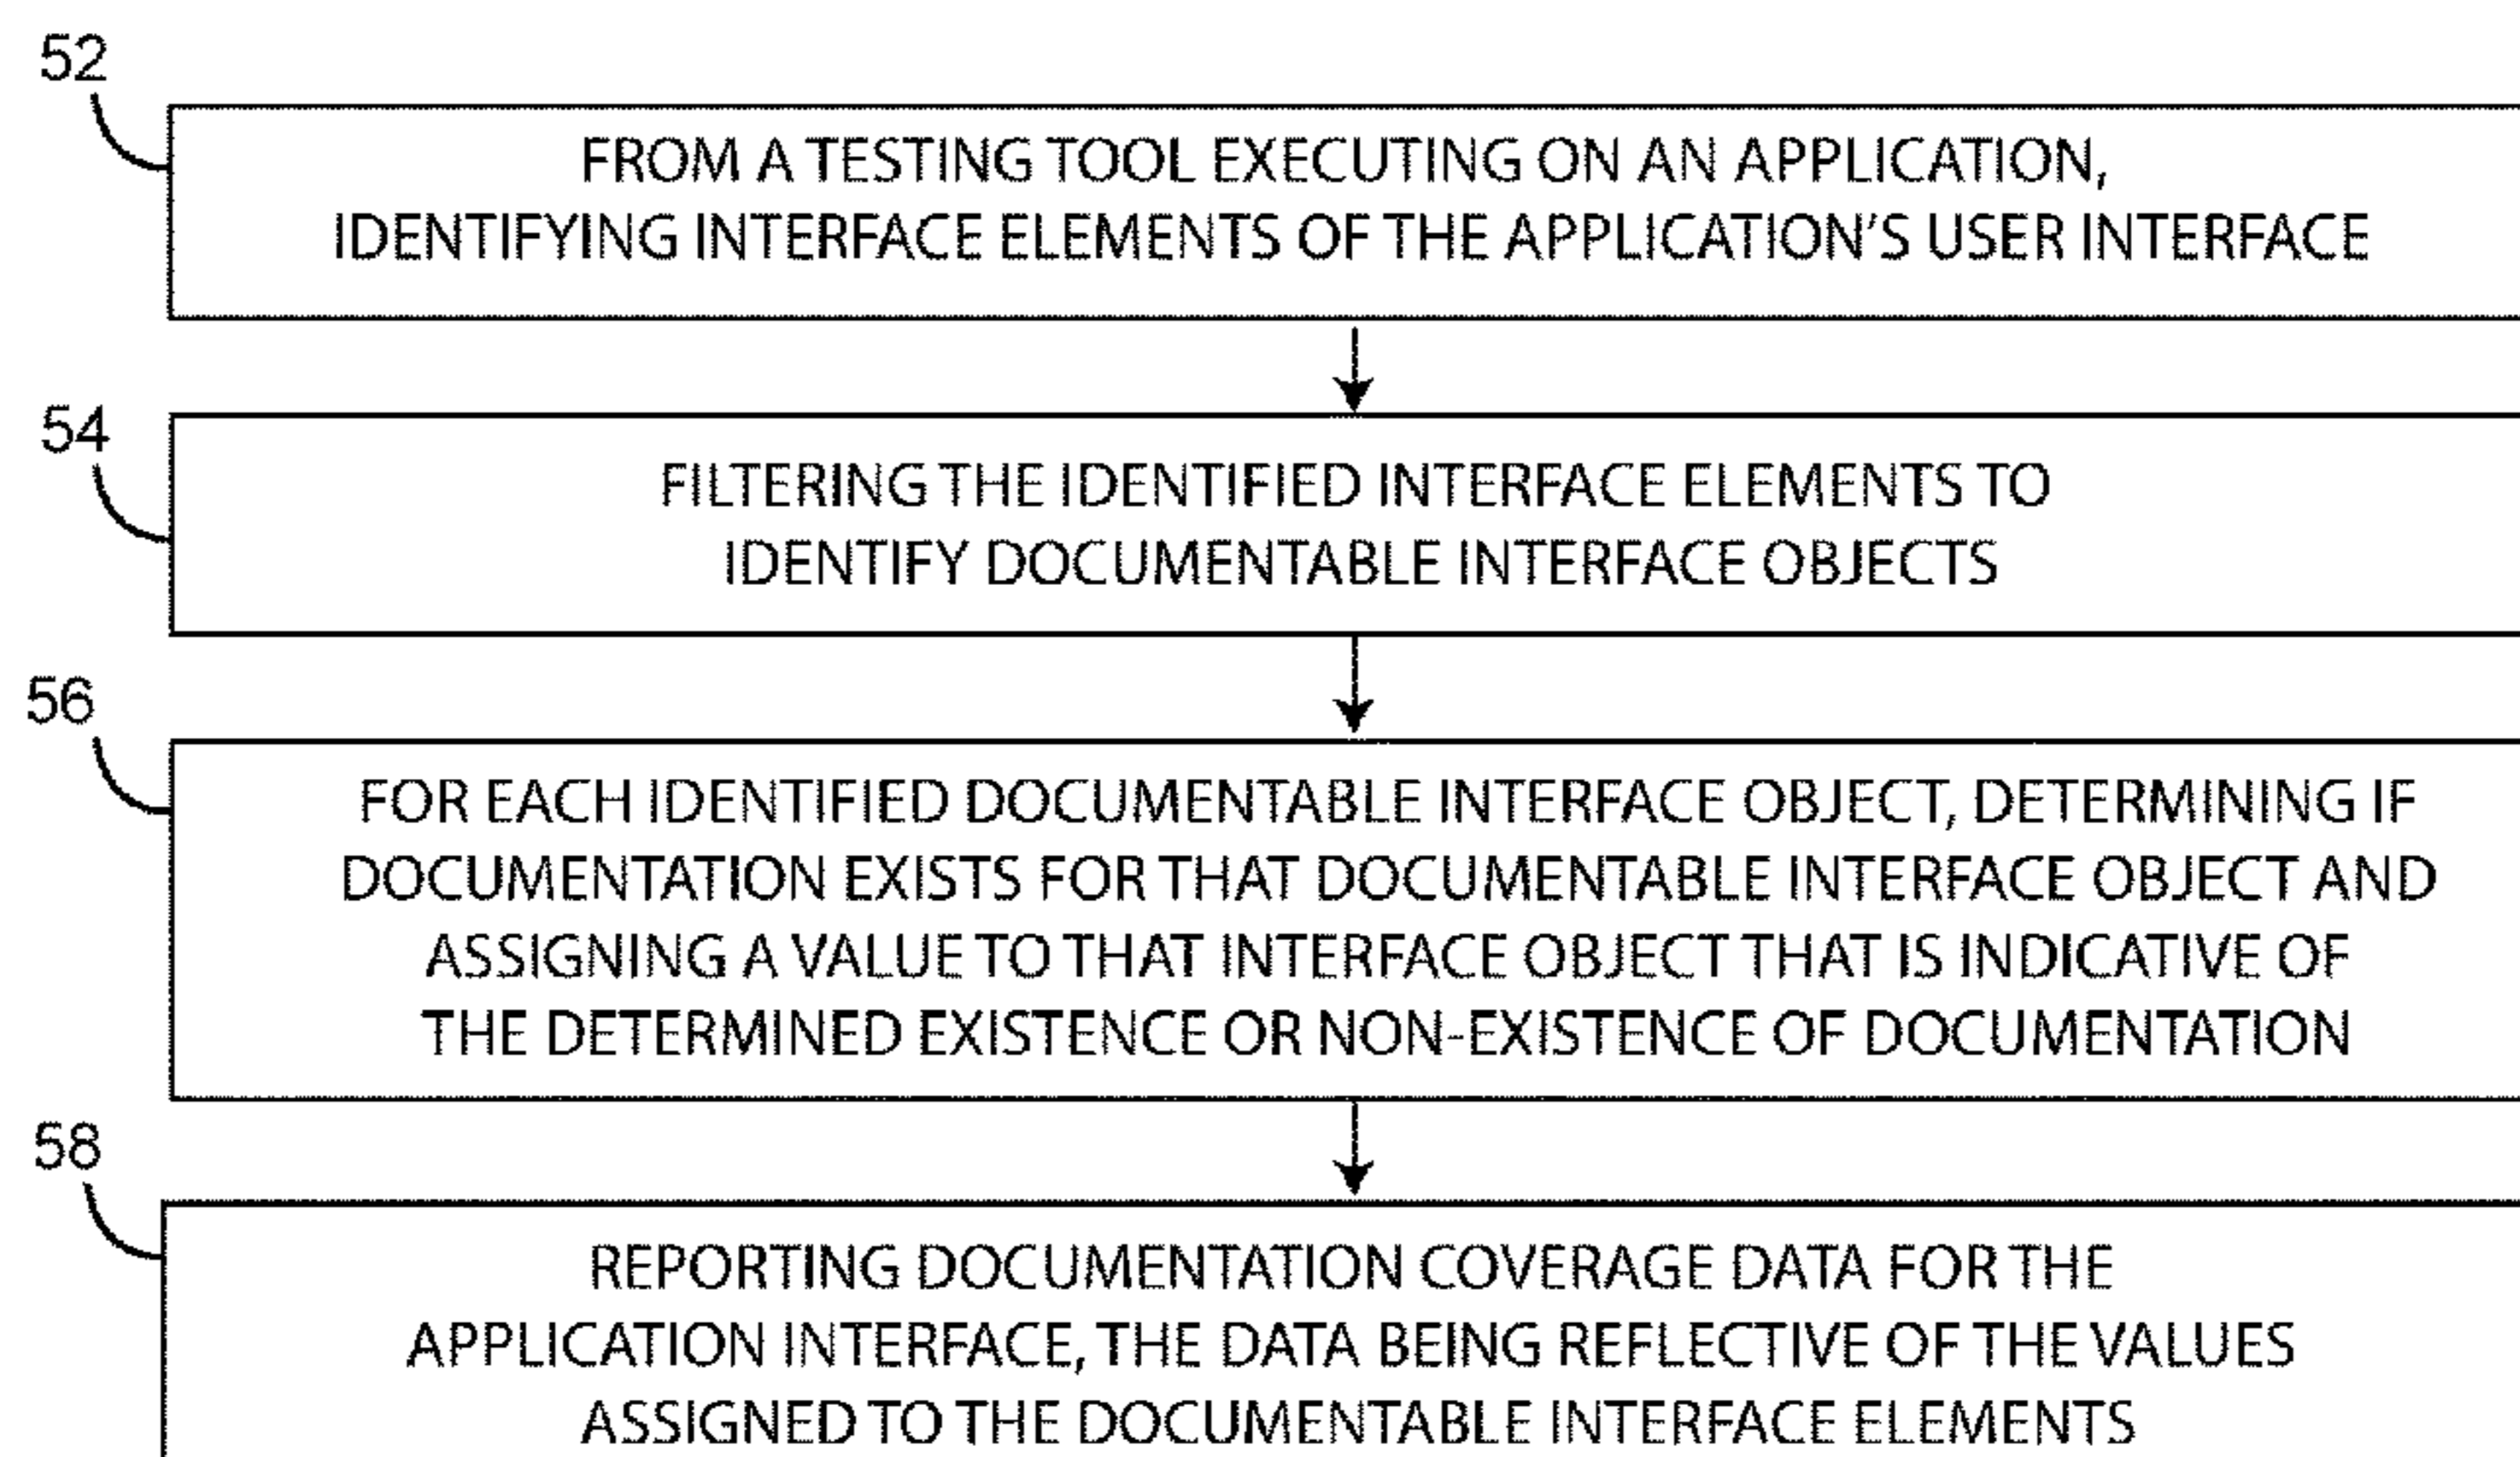 52
FROM A TESTING TOOL EXECUTING ON AN APPLICATION,
IDENTIFYING INTERFACE ELEMENTS OF THE APPLICATION'S USER INTERFACE
54
FILTERING THE IDENTIFIED INTERFACE ELEMENTS TO
IDENTIFY DOCUMENTABLE INTERFACE OBJECTS
56
FOR EACH IDENTIFIED DOCUMENTABLE INTERFACE OBJECT, DETERMINING IF
DOCUMENTATION EXISTS FOR THAT DOCUMENTABLE INTERFACE OBJECT AND
ASSIGNING A VALUE TO THAT INTERFACE OBJECT THAT IS INDICATIVE OF
THE DETERMINED EXISTENCE OR NON-EXISTENCE OF DOCUMENTATION
58
REPORTING DOCUMENTATION COVERAGE DATA FOR THE
APPLICATION INTERFACE, THE DATA BEING REFLECTIVE OF THE VALUES
ASSIGNED TO THE DOCUMENTABLE INTERFACE ELEMENTS